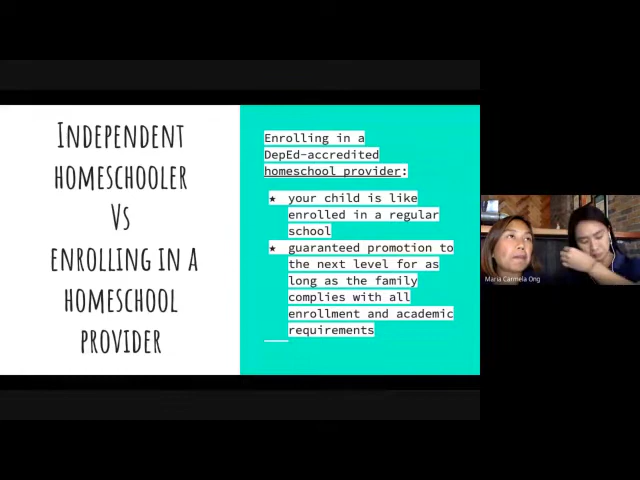 Independent
homeschooler
Vs
enrolling in a
homeschool
provider
Enrolling in a
DepEd-accredited
homeschool provider:
★ your child is like
enrolled in a regular
school
★ guaranteed promotion to
the next level for as
long as the family
complies with all
enrollment and academic
requirements
Maria Carmela Ong